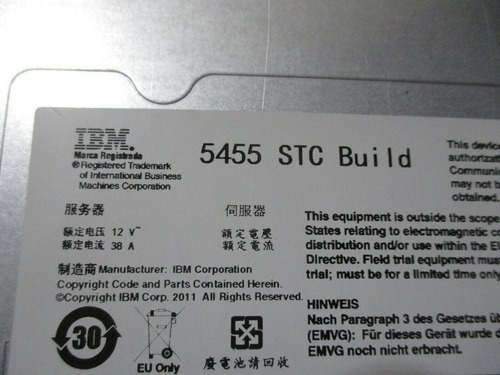 IBM.
Marca Registrada
®Registered Trademark
of International Business
Machines Corporation
5455 STC Build
This device
authorizat
Communic
may not b
obtained.
服务器
伺服器
额定电压 12 V⎓
額定電壓
额定电流 38 A
額定電流
制造商 Manufacturer: IBM Corporation
Copyright Code and Parts Contained Herein.
©Copyright IBM Corp. 2011 All Rights Reserved.
This equipment is outside the scope
States relating to electromagnetic co
distribution and/or use within the EU
Directive. Field trial equipment must
trial; must be for a limited time only
HINWEIS
Nach Paragraph 3 des Gesetzes üb
(EMVG): Für dieses Gerät wurde d
EMVG noch nicht erbracht.
30
EU Only
廢電池請回收